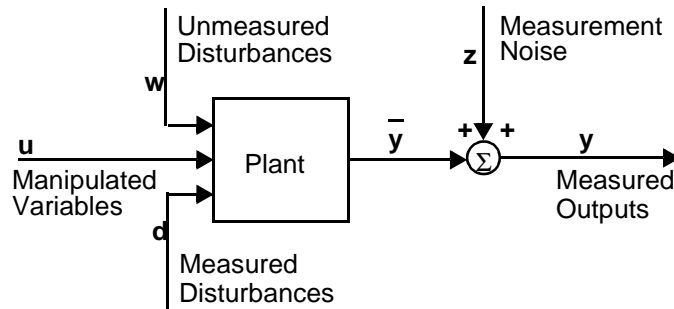 Unmeasured
Disturbances
w
Measurement
Noise
z
u
Manipulated
Variables
Plant
y̅
+ +
Σ
y
Measured
Outputs
d
Measured
Disturbances